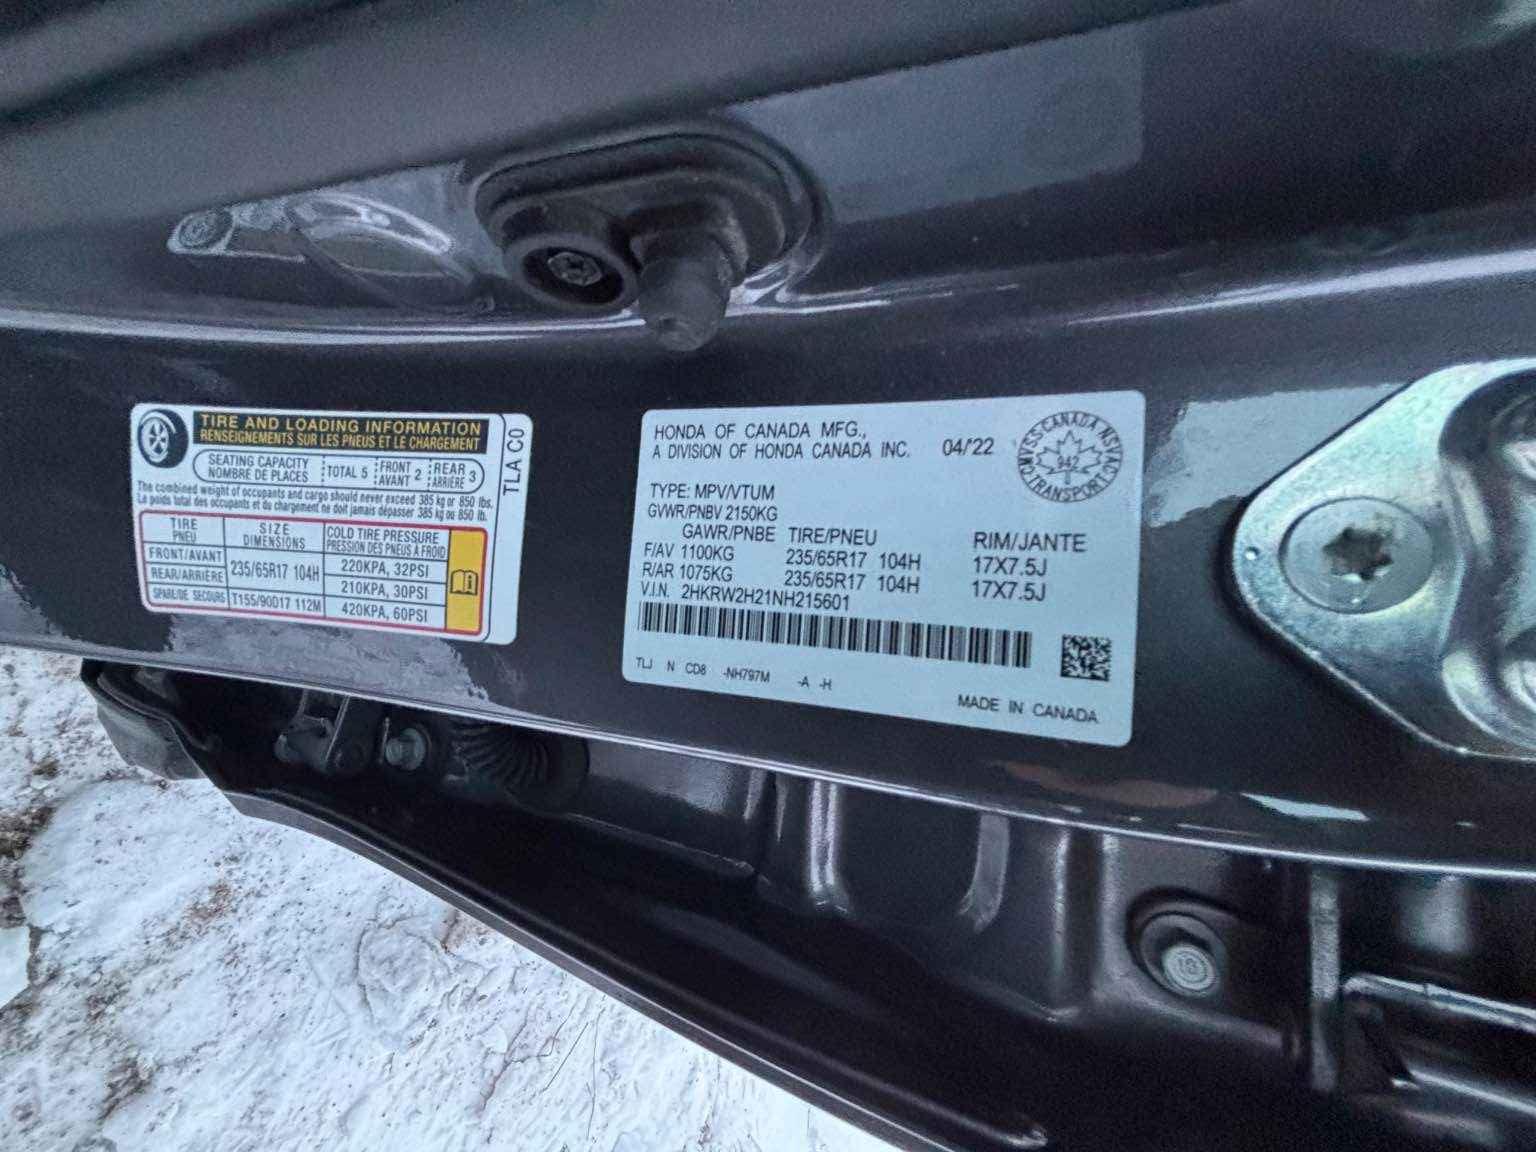 TIRE AND LOADING INFORMATION
RENSEIGNEMENTS SUR LES PNEUS ET LE CHARGEMENT
SEATING CAPACITY
NOMBRE DE PLACES
TOTAL 5
FRONT
AVANT 2
REAR
ARRIÈRE 3
The combined weight of occupants and cargo should never exceed 385 kg or 850 lbs.
Le poids total des occupants et du chargement ne doit jamais dépasser 385 kg ou 850 lb.
TIRE
PNEU
SIZE
DIMENSIONS
COLD TIRE PRESSURE
PRESSION DES PNEUS À FROID
FRONT/AVANT
235/65R17 104H
220KPA, 32PSI
REAR/ARRIÈRE
210KPA, 30PSI
SPARE/DE SECOURS
T155/90D17 112M
420KPA, 60PSI
TLA C0
HONDA OF CANADA MFG.,
A DIVISION OF HONDA CANADA INC. 04/22
CMVSS-CANADA-NSVAC
942
TRANSPORT
TYPE: MPV/VTUM
GVWR/PNBV 2150KG
GAWR/PNBE TIRE/PNEU RIM/JANTE
F/AV 1100KG 235/65R17 104H 17X7.5J
R/AR 1075KG 235/65R17 104H 17X7.5J
V.I.N. 2HKRW2H21NH215601
TLJ N CD8 -NH797M -A -H
MADE IN CANADA